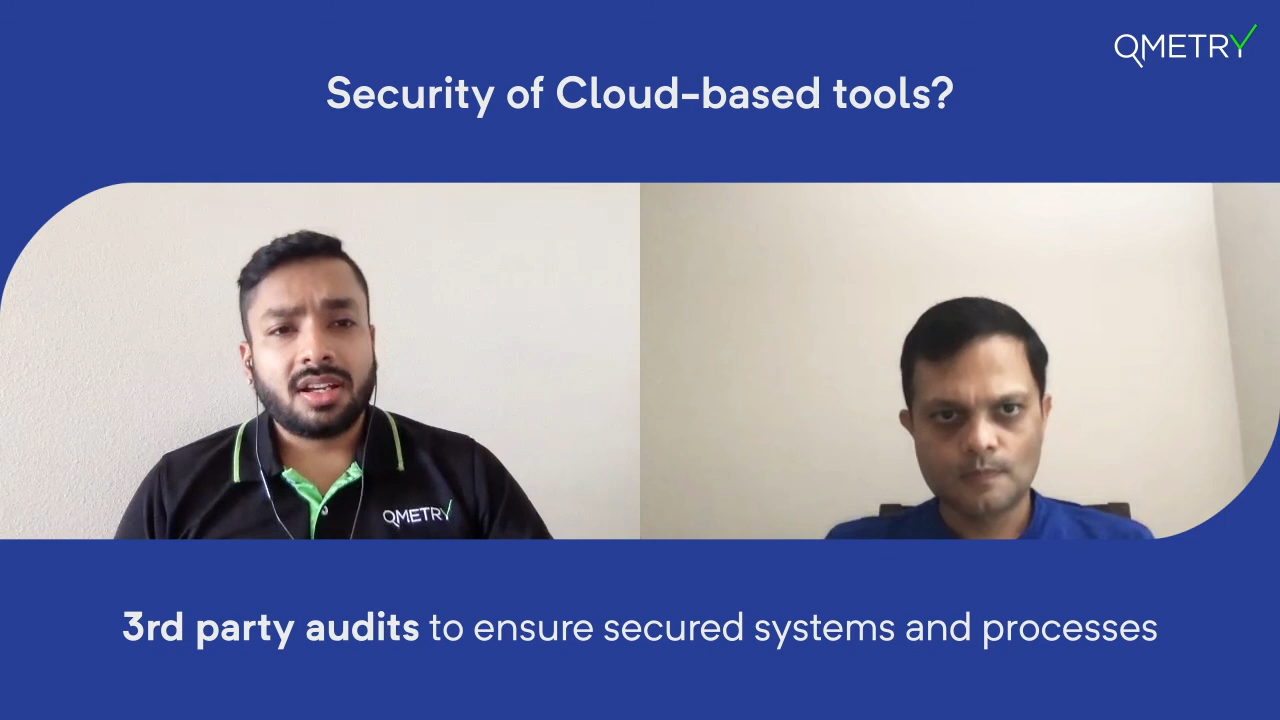 QMETRY
Security of Cloud-based tools?
QMETRY
3rd party audits to ensure secured systems and processes